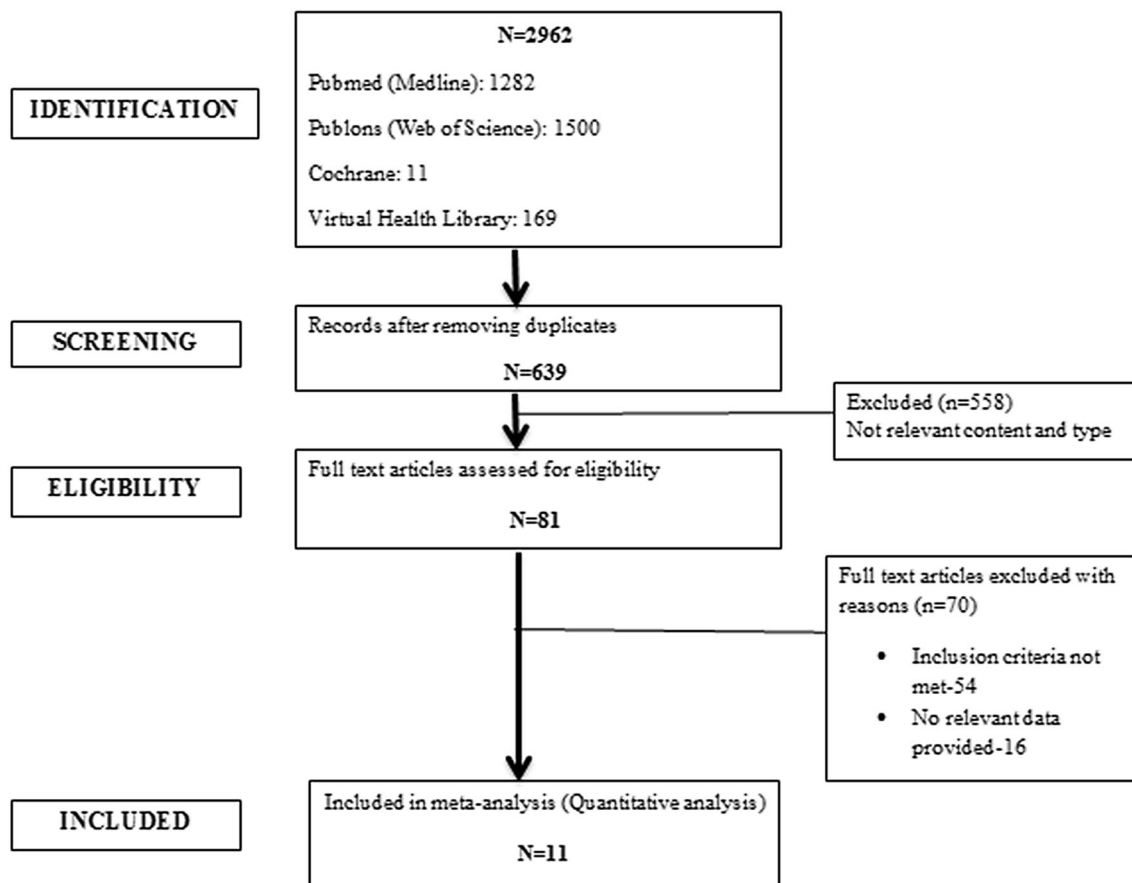 N=2962
Pubmed (Medline): 1282
IDENTIFICATION
Publons (Web of Science): 1500
Cochrane: 11
Virtual Health Library: 169
SCREENING
Records after removing duplicates
N=639
Excluded (n=558)
Not relevant content and type
ELIGIBILITY
Full text articles assessed for eligibility
N=81
Full text articles excluded with
reasons (n=70)
• Inclusion criteria not
met-54
• No relevant data
provided-16
INCLUDED
Included in meta-analysis (Quantitative analysis)
N=11